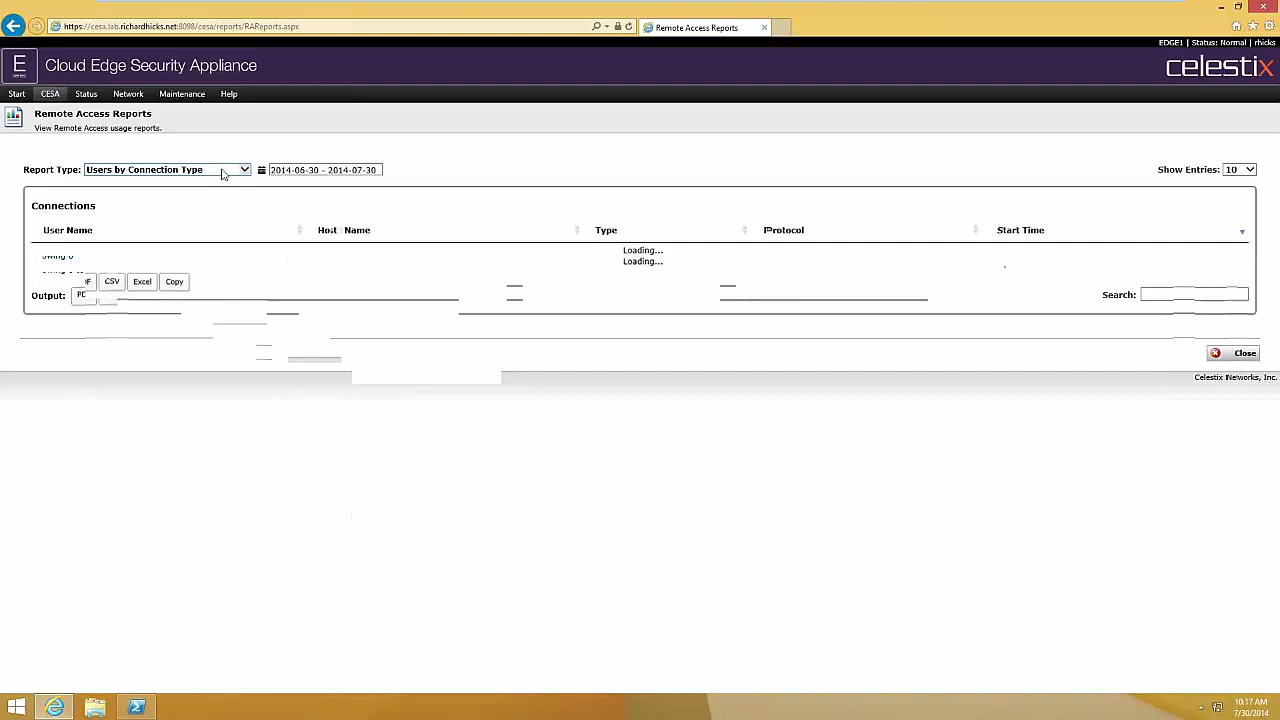 https://cesa.lab.richardhicks.net:8098/cesa/reports/RAReports.aspx
Remote Access Reports
EDGE1 | Status: Normal | rhicks
E
series
Cloud Edge Security Appliance
celestix
Start CESA Status Network Maintenance Help
Remote Access Reports
View Remote Access usage reports.
Report Type: Users by Connection Type 2014-06-30 - 2014-07-30 Show Entries: 10
Connections
User Name Host Name Type Protocol Start Time
Loading...
Loading...
CSV Excel Copy
Output: Search:
Close
Celestix Networks, Inc.
10:17 AM
7/30/2014